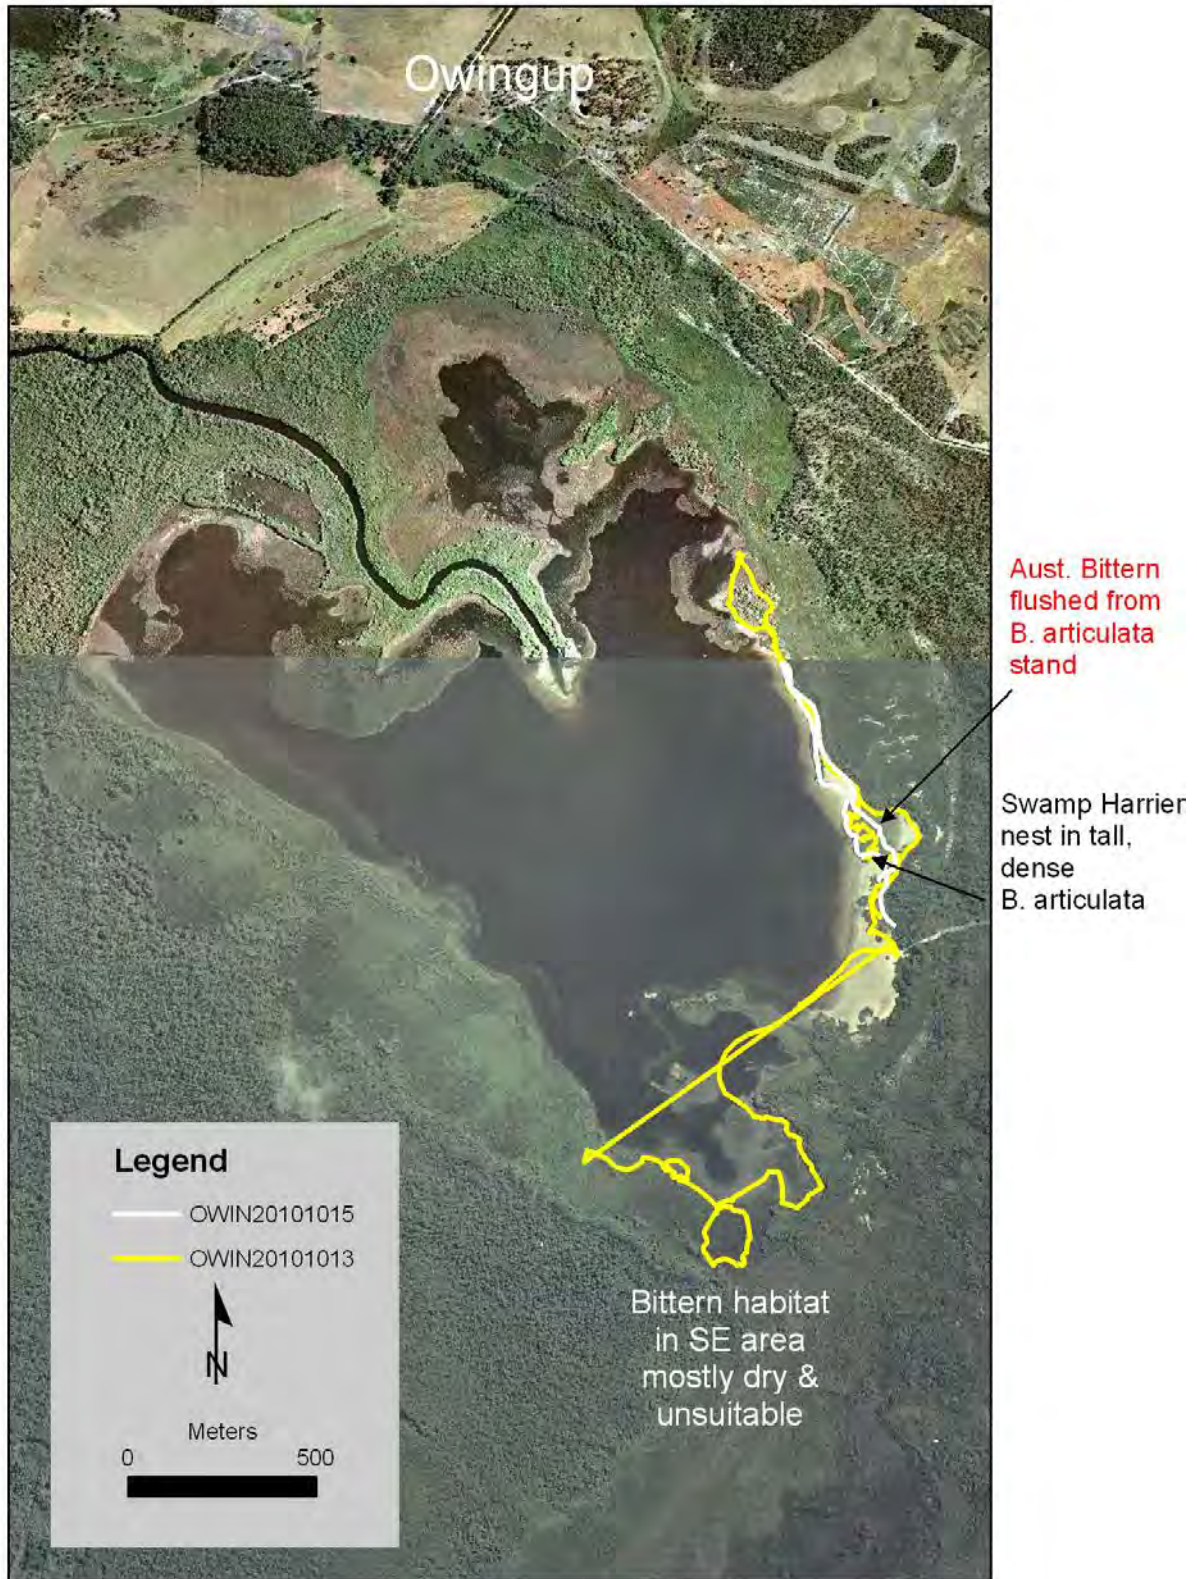 Owingup
Aust. Bittern
flushed from
B. articulata
stand
Swamp Harrier
nest in tall,
dense
B. articulata
Legend
OWIN20101015
OWIN20101013
N
Meters
0 500
Bittern habitat
in SE area
mostly dry &
unsuitable